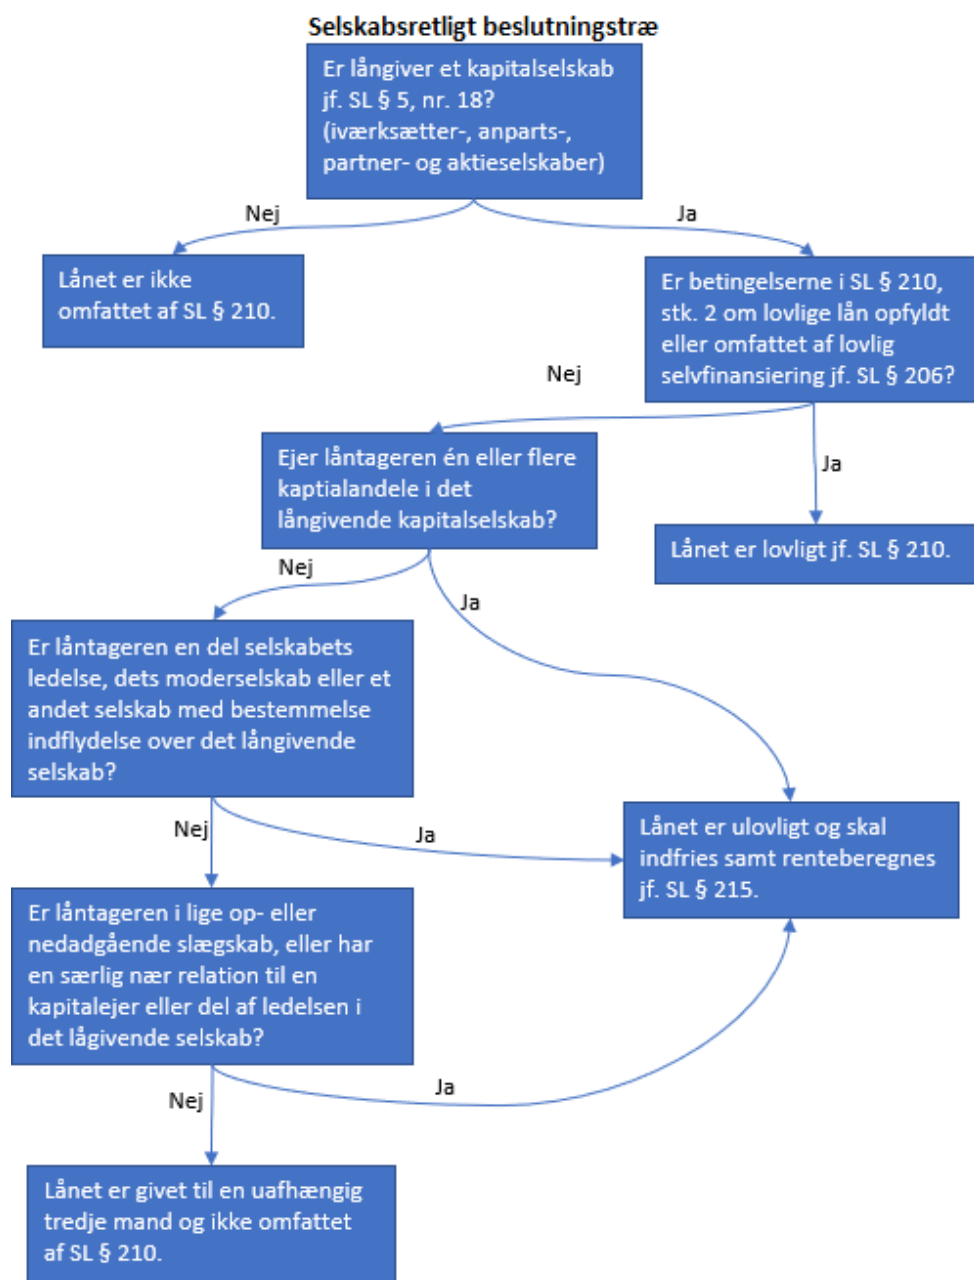 Selskabsretligt beslutningstræ
Er långiver et kapitalselskab
jf. SL § 5, nr. 18?
(iværksætter-, anparts-,
partner- og aktieselskaber)
Nej
Ja
Lånet er ikke
omfattet af SL § 210.
Er betingelserne i SL § 210,
stk. 2 om lovlige lån opfyldt
eller omfattet af lovlig
selvfinansiering jf. SL § 206?
Nej
Ja
Ejer låntageren én eller flere
kaptialandele i det
långivende kapitalselskab?
Lånet er lovligt jf. SL § 210.
Nej
Ja
Er låntageren en del selskabets
ledelse, dets moderselskab eller et
andet selskab med bestemmelse
indflydelse over det långivende
selskab?
Nej
Ja
Lånet er ulovligt og skal
indfries samt renteberegnes
jf. SL § 215.
Er låntageren i lige op- eller
nedadgående slægskab, eller har
en særlig nær relation til en
kapitalejer eller del af ledelsen i
det lågivende selskab?
Nej
Ja
Lånet er givet til en uafhængig
tredje mand og ikke omfattet
af SL § 210.